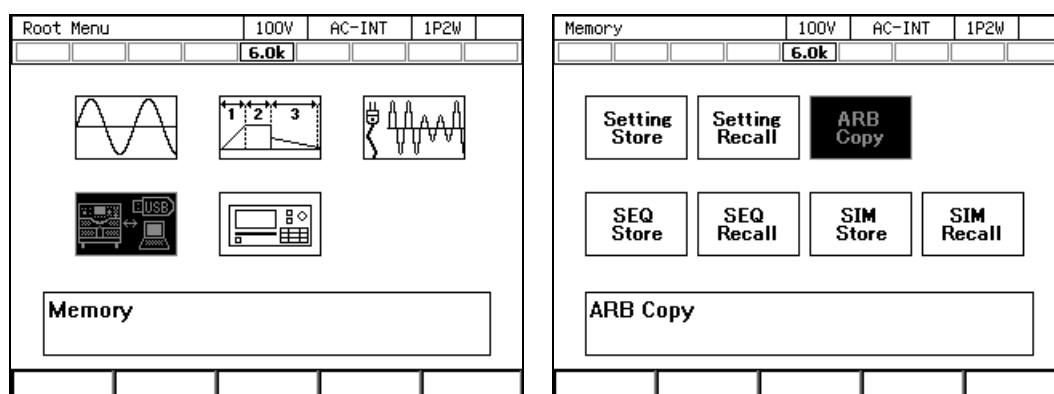 Root Menu 100V AC-INT 1P2W
6.0k
1 2 3
USB
Memory
Memory 100V AC-INT 1P2W
6.0k
Setting Store Setting Recall ARB Copy
SEQ Store SEQ Recall SIM Store SIM Recall
ARB Copy